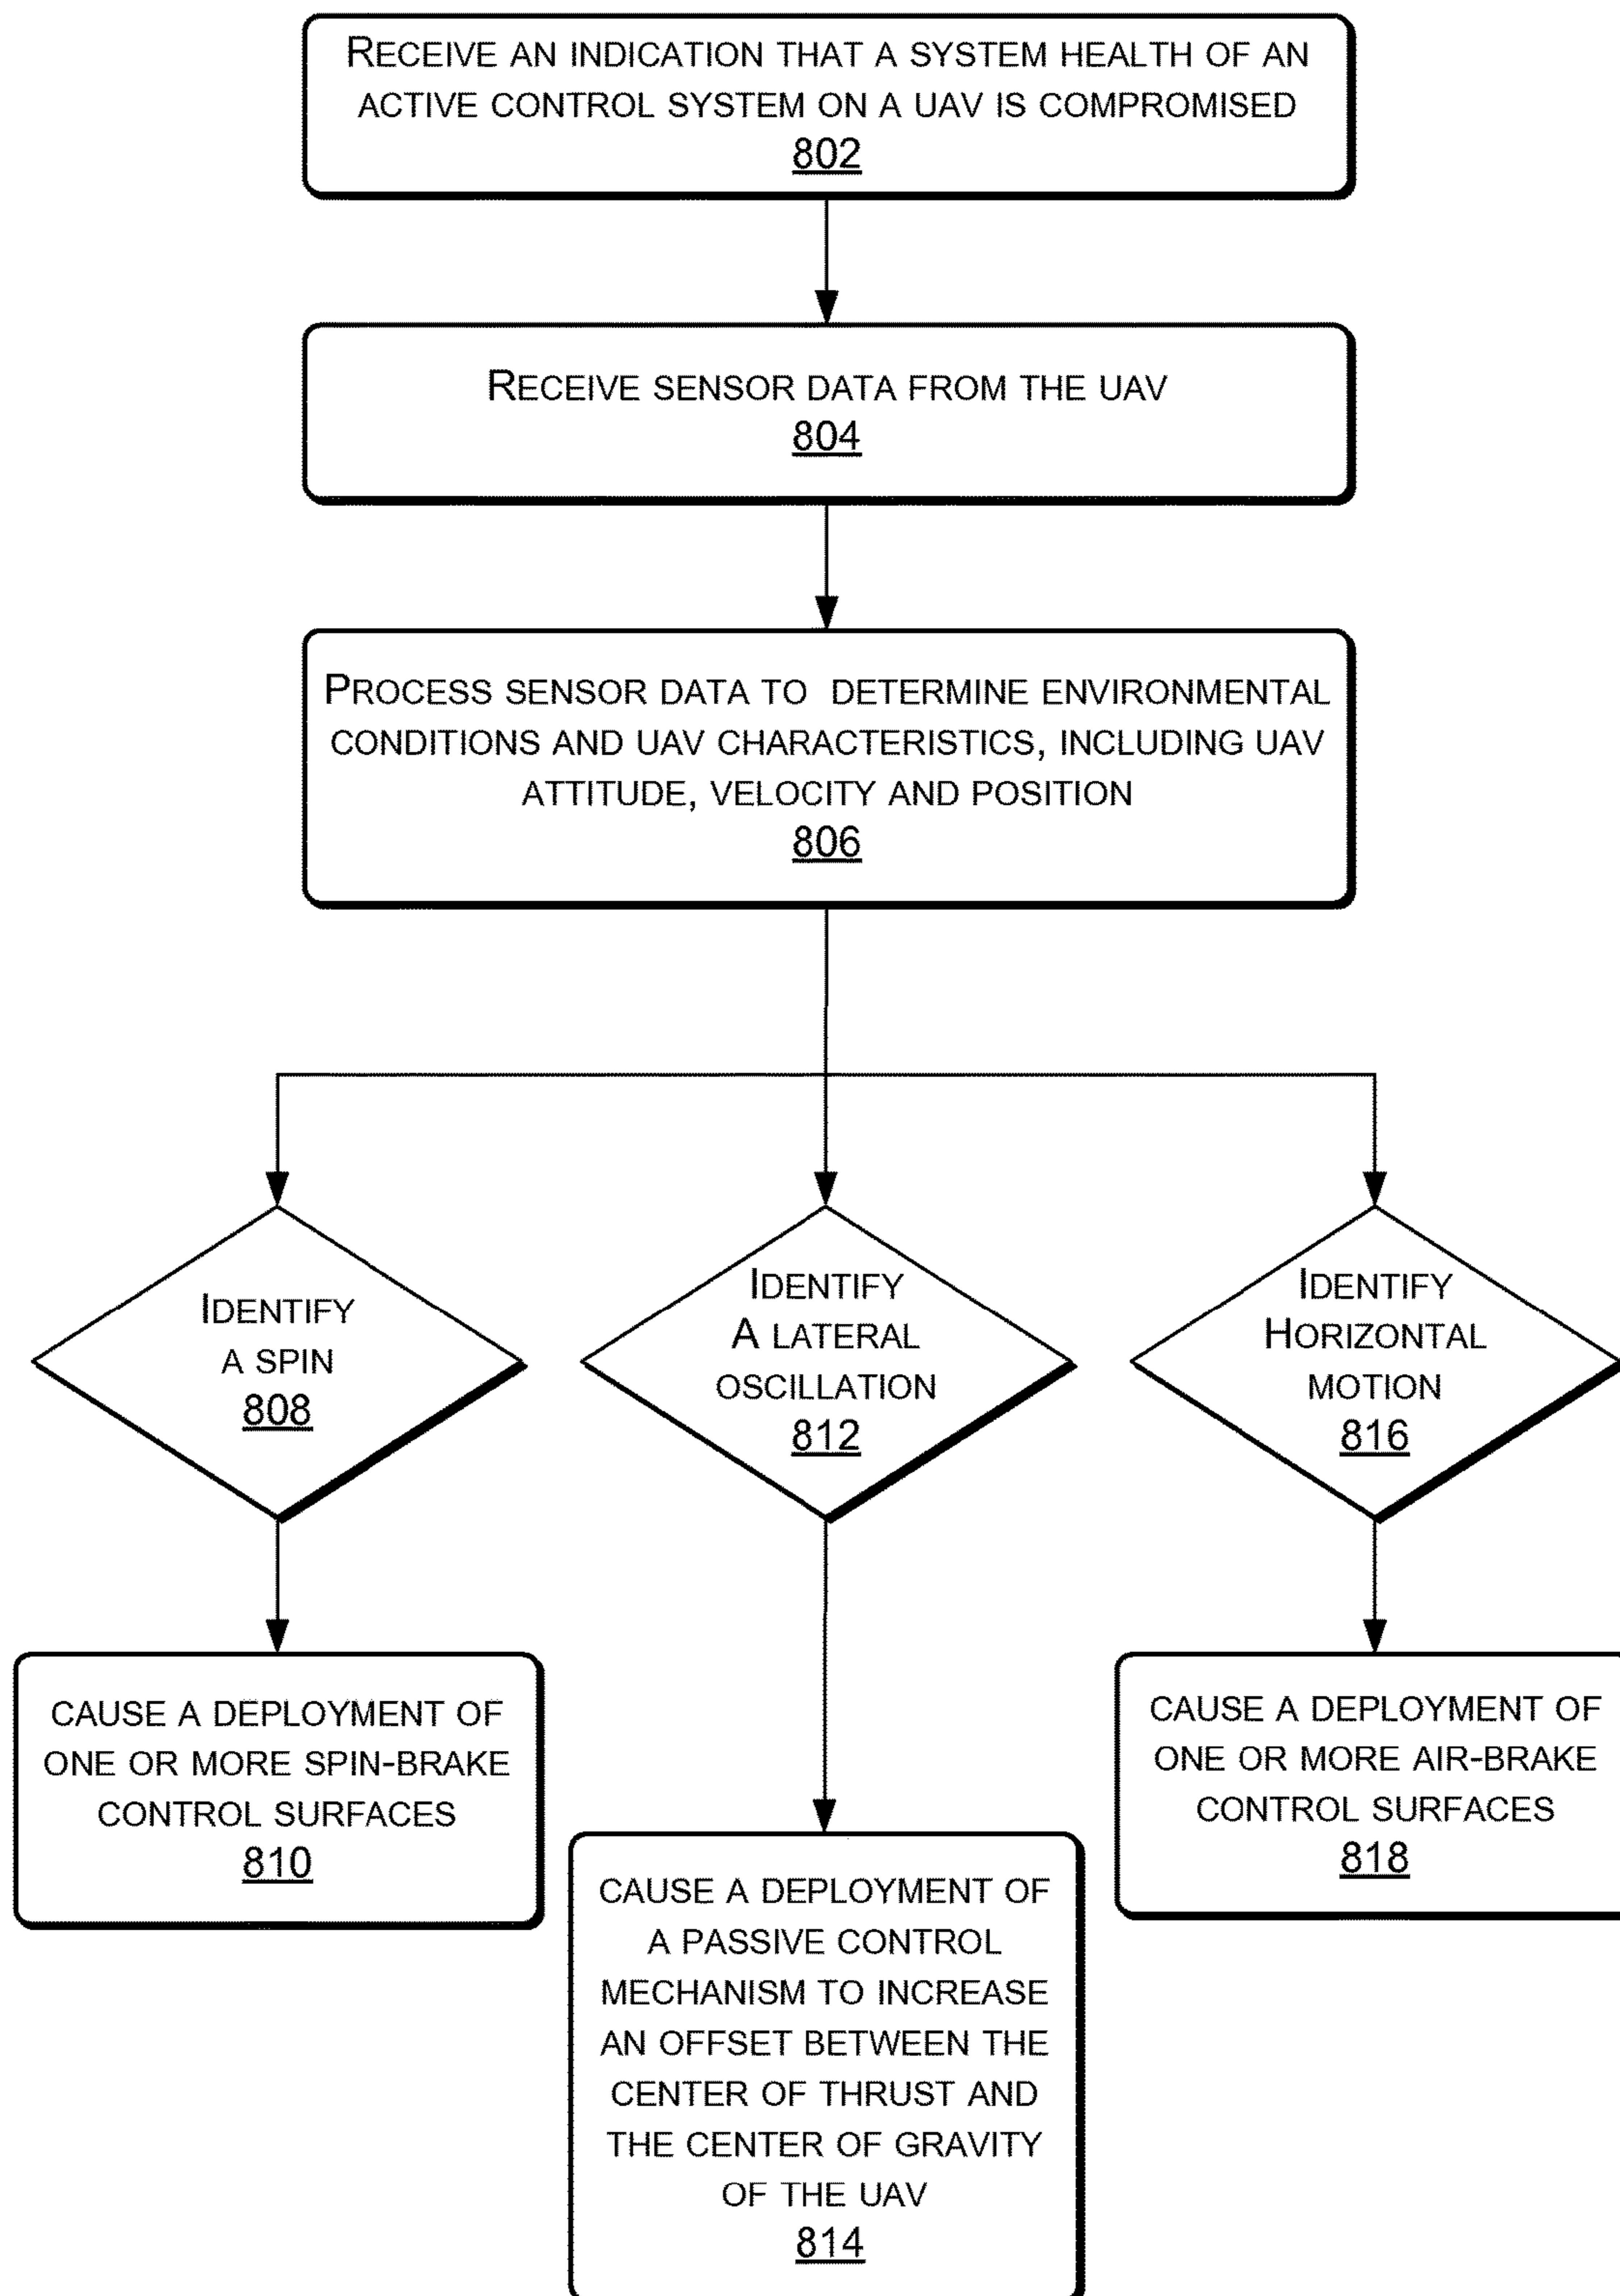 RECEIVE AN INDICATION THAT A SYSTEM HEALTH OF AN
ACTIVE CONTROL SYSTEM ON A UAV IS COMPROMISED
802
RECEIVE SENSOR DATA FROM THE UAV
804
PROCESS SENSOR DATA TO DETERMINE ENVIRONMENTAL
CONDITIONS AND UAV CHARACTERISTICS, INCLUDING UAV
ATTITUDE, VELOCITY AND POSITION
806
IDENTIFY
A SPIN
808
IDENTIFY
A LATERAL
OSCILLATION
812
IDENTIFY
HORIZONTAL
MOTION
816
CAUSE A DEPLOYMENT OF
ONE OR MORE SPIN-BRAKE
CONTROL SURFACES
810
CAUSE A DEPLOYMENT OF
A PASSIVE CONTROL
MECHANISM TO INCREASE
AN OFFSET BETWEEN THE
CENTER OF THRUST AND
THE CENTER OF GRAVITY
OF THE UAV
814
CAUSE A DEPLOYMENT OF
ONE OR MORE AIR-BRAKE
CONTROL SURFACES
818